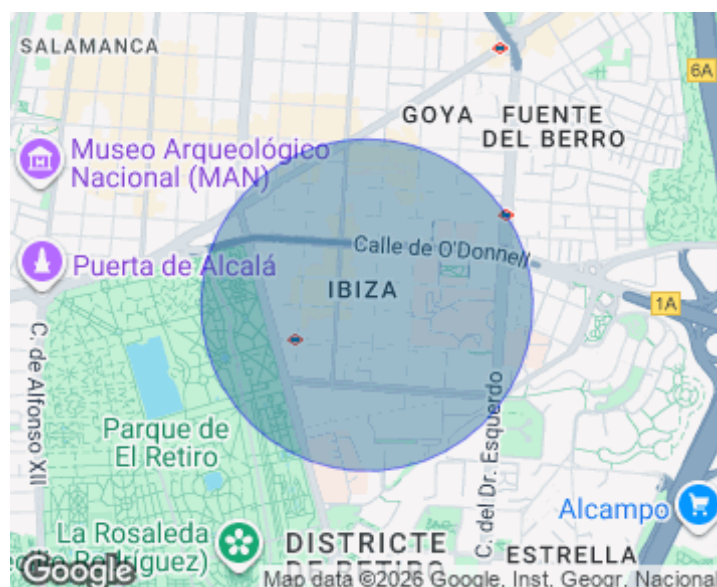 SALAMANCA
6A
GOYA
FUENTE
DEL BERRO
Museo Arqueológico
Nacional (MAN)
Calle de O'Donnell
Puerta de Alcalá
IBIZA
1A
C. de Alfonso XII
C. del Dr. Esquerdo
Parque de
El Retiro
Alcampo
La Rosaleda
DISTRICTE
ESTRELLA
Google
Map data ©2026 Google, Inst. Geogr. Nacional